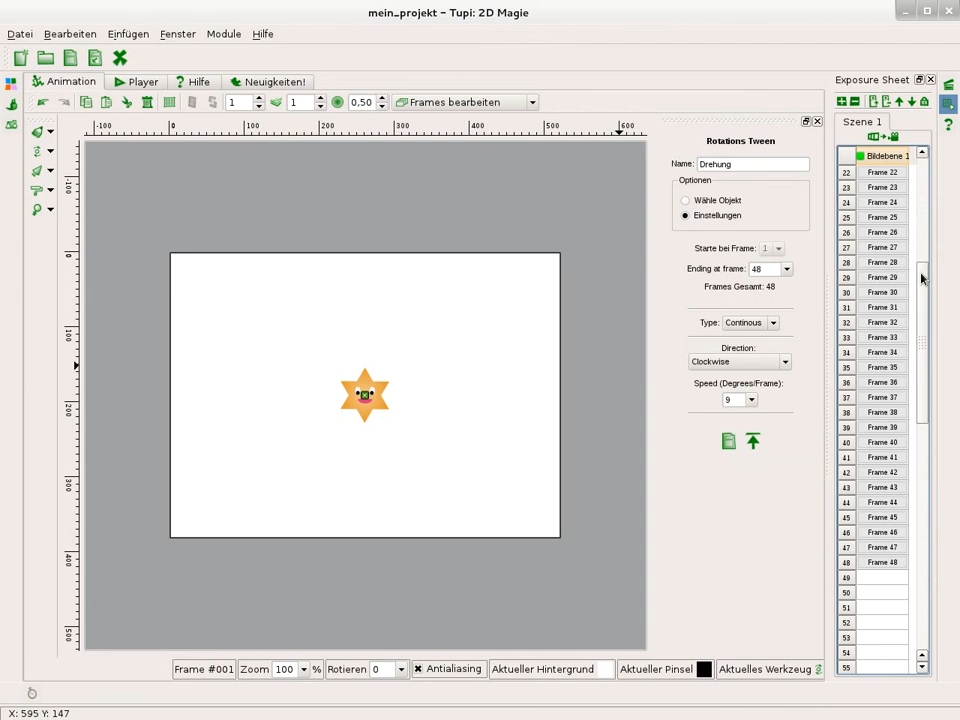 mein_projekt – Tupi: 2D Magie
Datei Bearbeiten Einfügen Fenster Module Hilfe
Animation Player Hilfe Neuigkeiten! Exposure Sheet
1 1 0,50 Frames bearbeiten
Szene 1
-100 0 100 200 300 400 500 600
-100 0 100 200 300 400 500
Rotations Tween
Name: Drehung
Optionen
Wähle Objekt
Einstellungen
Starte bei Frame: 1
Ending at frame: 48
Frames Gesamt: 48
Type: Continous
Direction:
Clockwise
Speed (Degrees/Frame):
9
Bildebene 1
22 Frame 22
23 Frame 23
24 Frame 24
25 Frame 25
26 Frame 26
27 Frame 27
28 Frame 28
29 Frame 29
30 Frame 30
31 Frame 31
32 Frame 32
33 Frame 33
34 Frame 34
35 Frame 35
36 Frame 36
37 Frame 37
38 Frame 38
39 Frame 39
40 Frame 40
41 Frame 41
42 Frame 42
43 Frame 43
44 Frame 44
45 Frame 45
46 Frame 46
47 Frame 47
48 Frame 48
49
50
51
52
53
54
55
Frame #001 Zoom 100 % Rotieren 0 Antialiasing Aktueller Hintergrund Aktueller Pinsel Aktuelles Werkzeug
X: 595 Y: 147